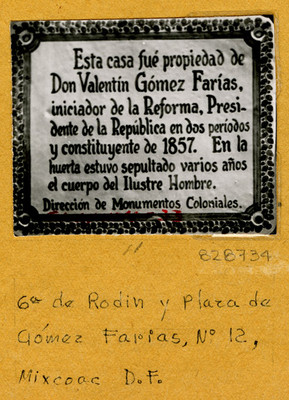 Esta casa fué propiedad de
Don Valentín Gómez Farías,
iniciador de la Reforma, Presi-
dente de la República en dos períodos
y constituyente de 1857. En la
huerta estuvo sepultado varios años
el cuerpo del Ilustre Hombre.
Dirección de Monumentos Coloniales.
828734
6a de Rodin y Plaza de
Gómez Farias, Nº 12,
Mixcoac D.F.